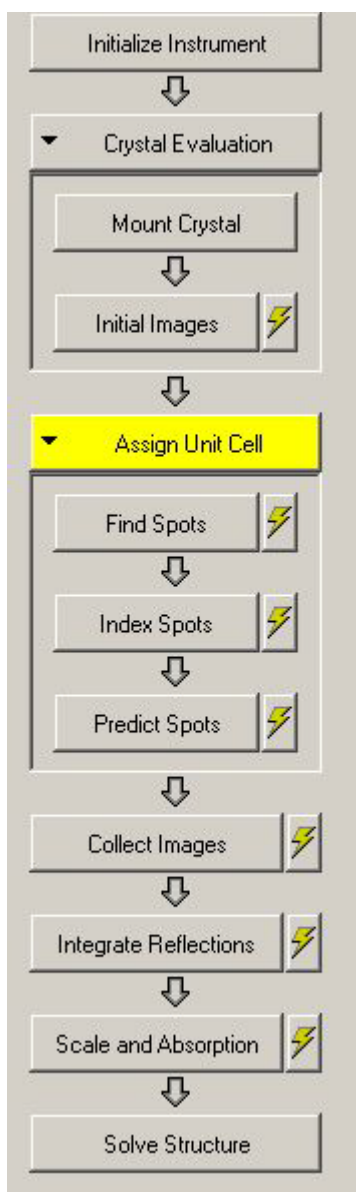 Initialize Instrument
Crystal Evaluation
Mount Crystal
Initial Images
Assign Unit Cell
Find Spots
Index Spots
Predict Spots
Collect Images
Integrate Reflections
Scale and Absorption
Solve Structure